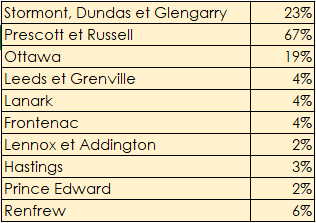 Stormont, Dundas et Glengarry 23%
Prescott et Russell 67%
Ottawa 19%
Leeds et Grenville 4%
Lanark 4%
Frontenac 4%
Lennox et Addington 2%
Hastings 3%
Prince Edward 2%
Renfrew 6%